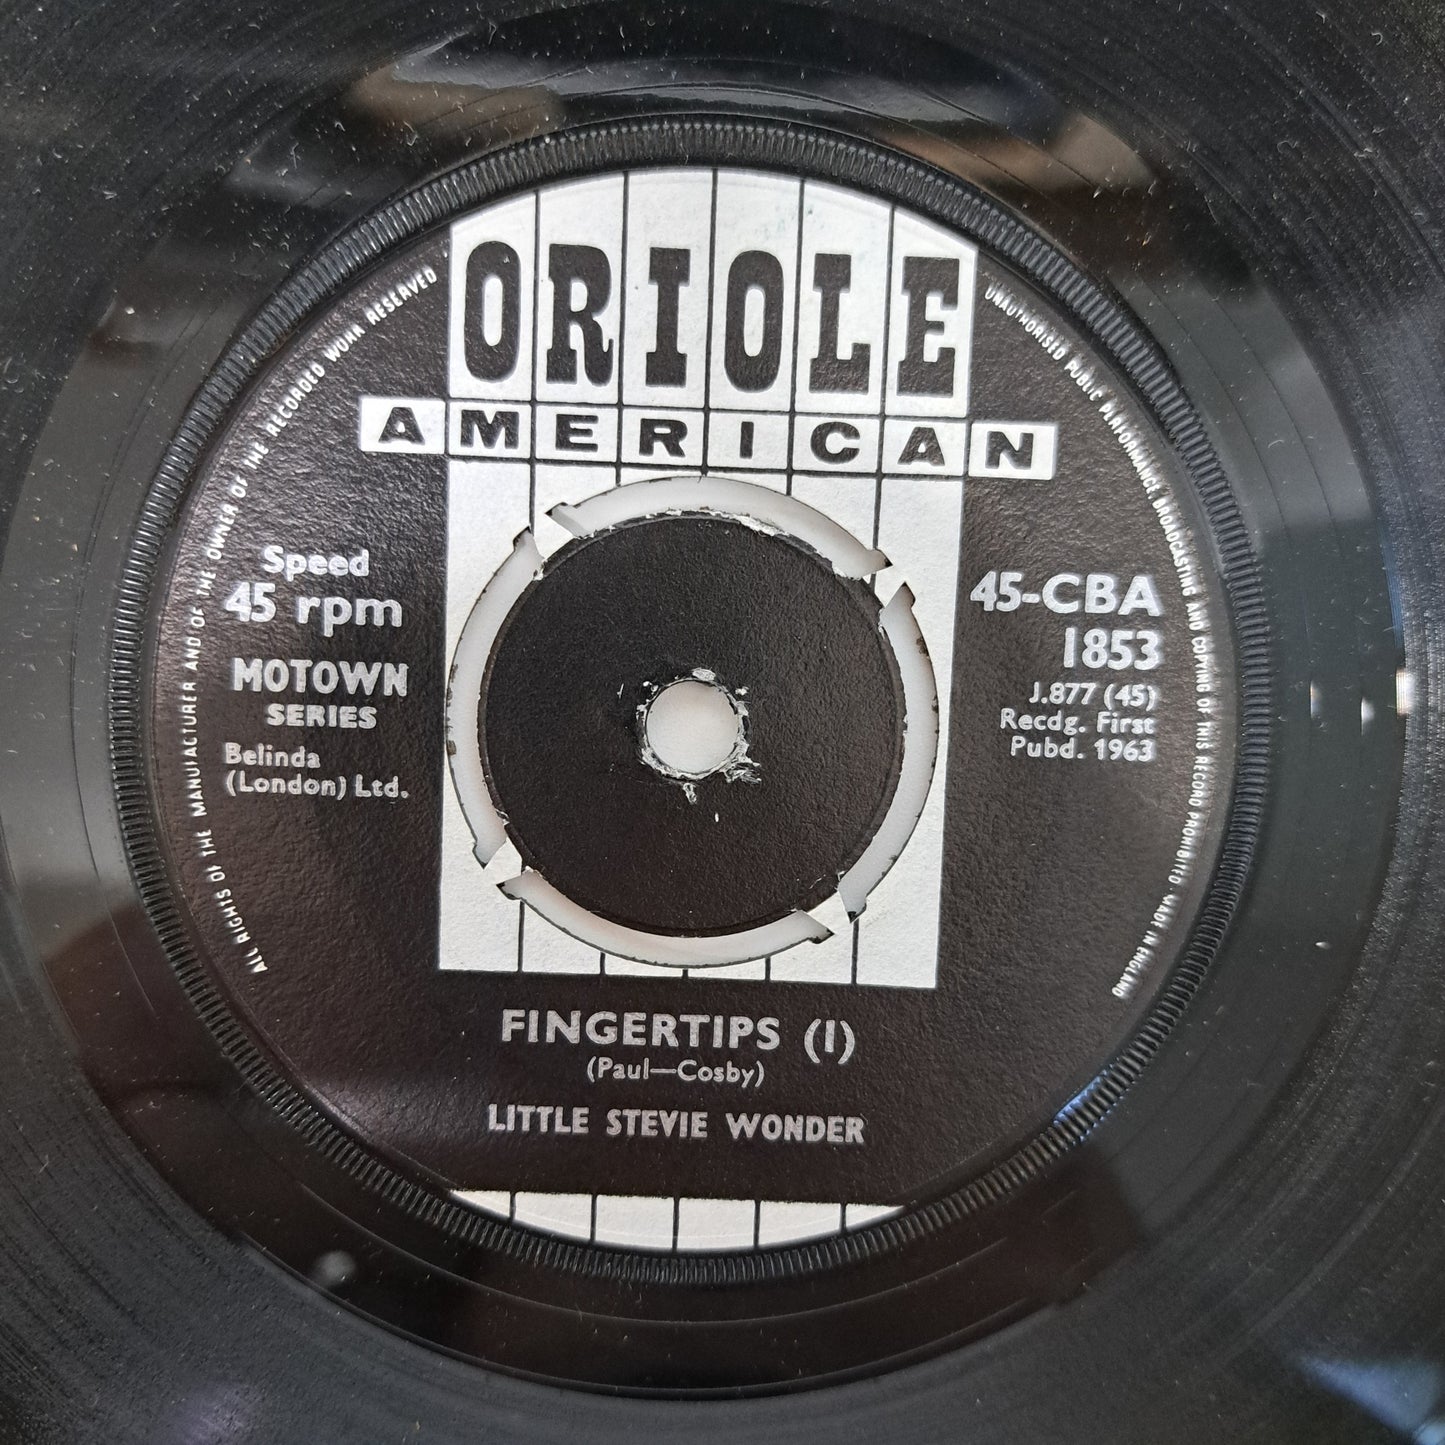 ORIOLE
AMERICAN
ALL RIGHTS OF THE MANUFACTURER AND OF THE OWNER OF THE RECORDED WORK RESERVED
UNAUTHORISED PUBLIC PERFORMANCE BROADCASTING AND COPYING OF THIS RECORD PROHIBITED MADE IN ENGLAND
Speed
45 rpm
MOTOWN
SERIES
Belinda
(London) Ltd.
45-CBA
1853
J.877 (45)
Recdg. First
Pubd. 1963
FINGERTIPS (I)
(Paul—Cosby)
LITTLE STEVIE WONDER